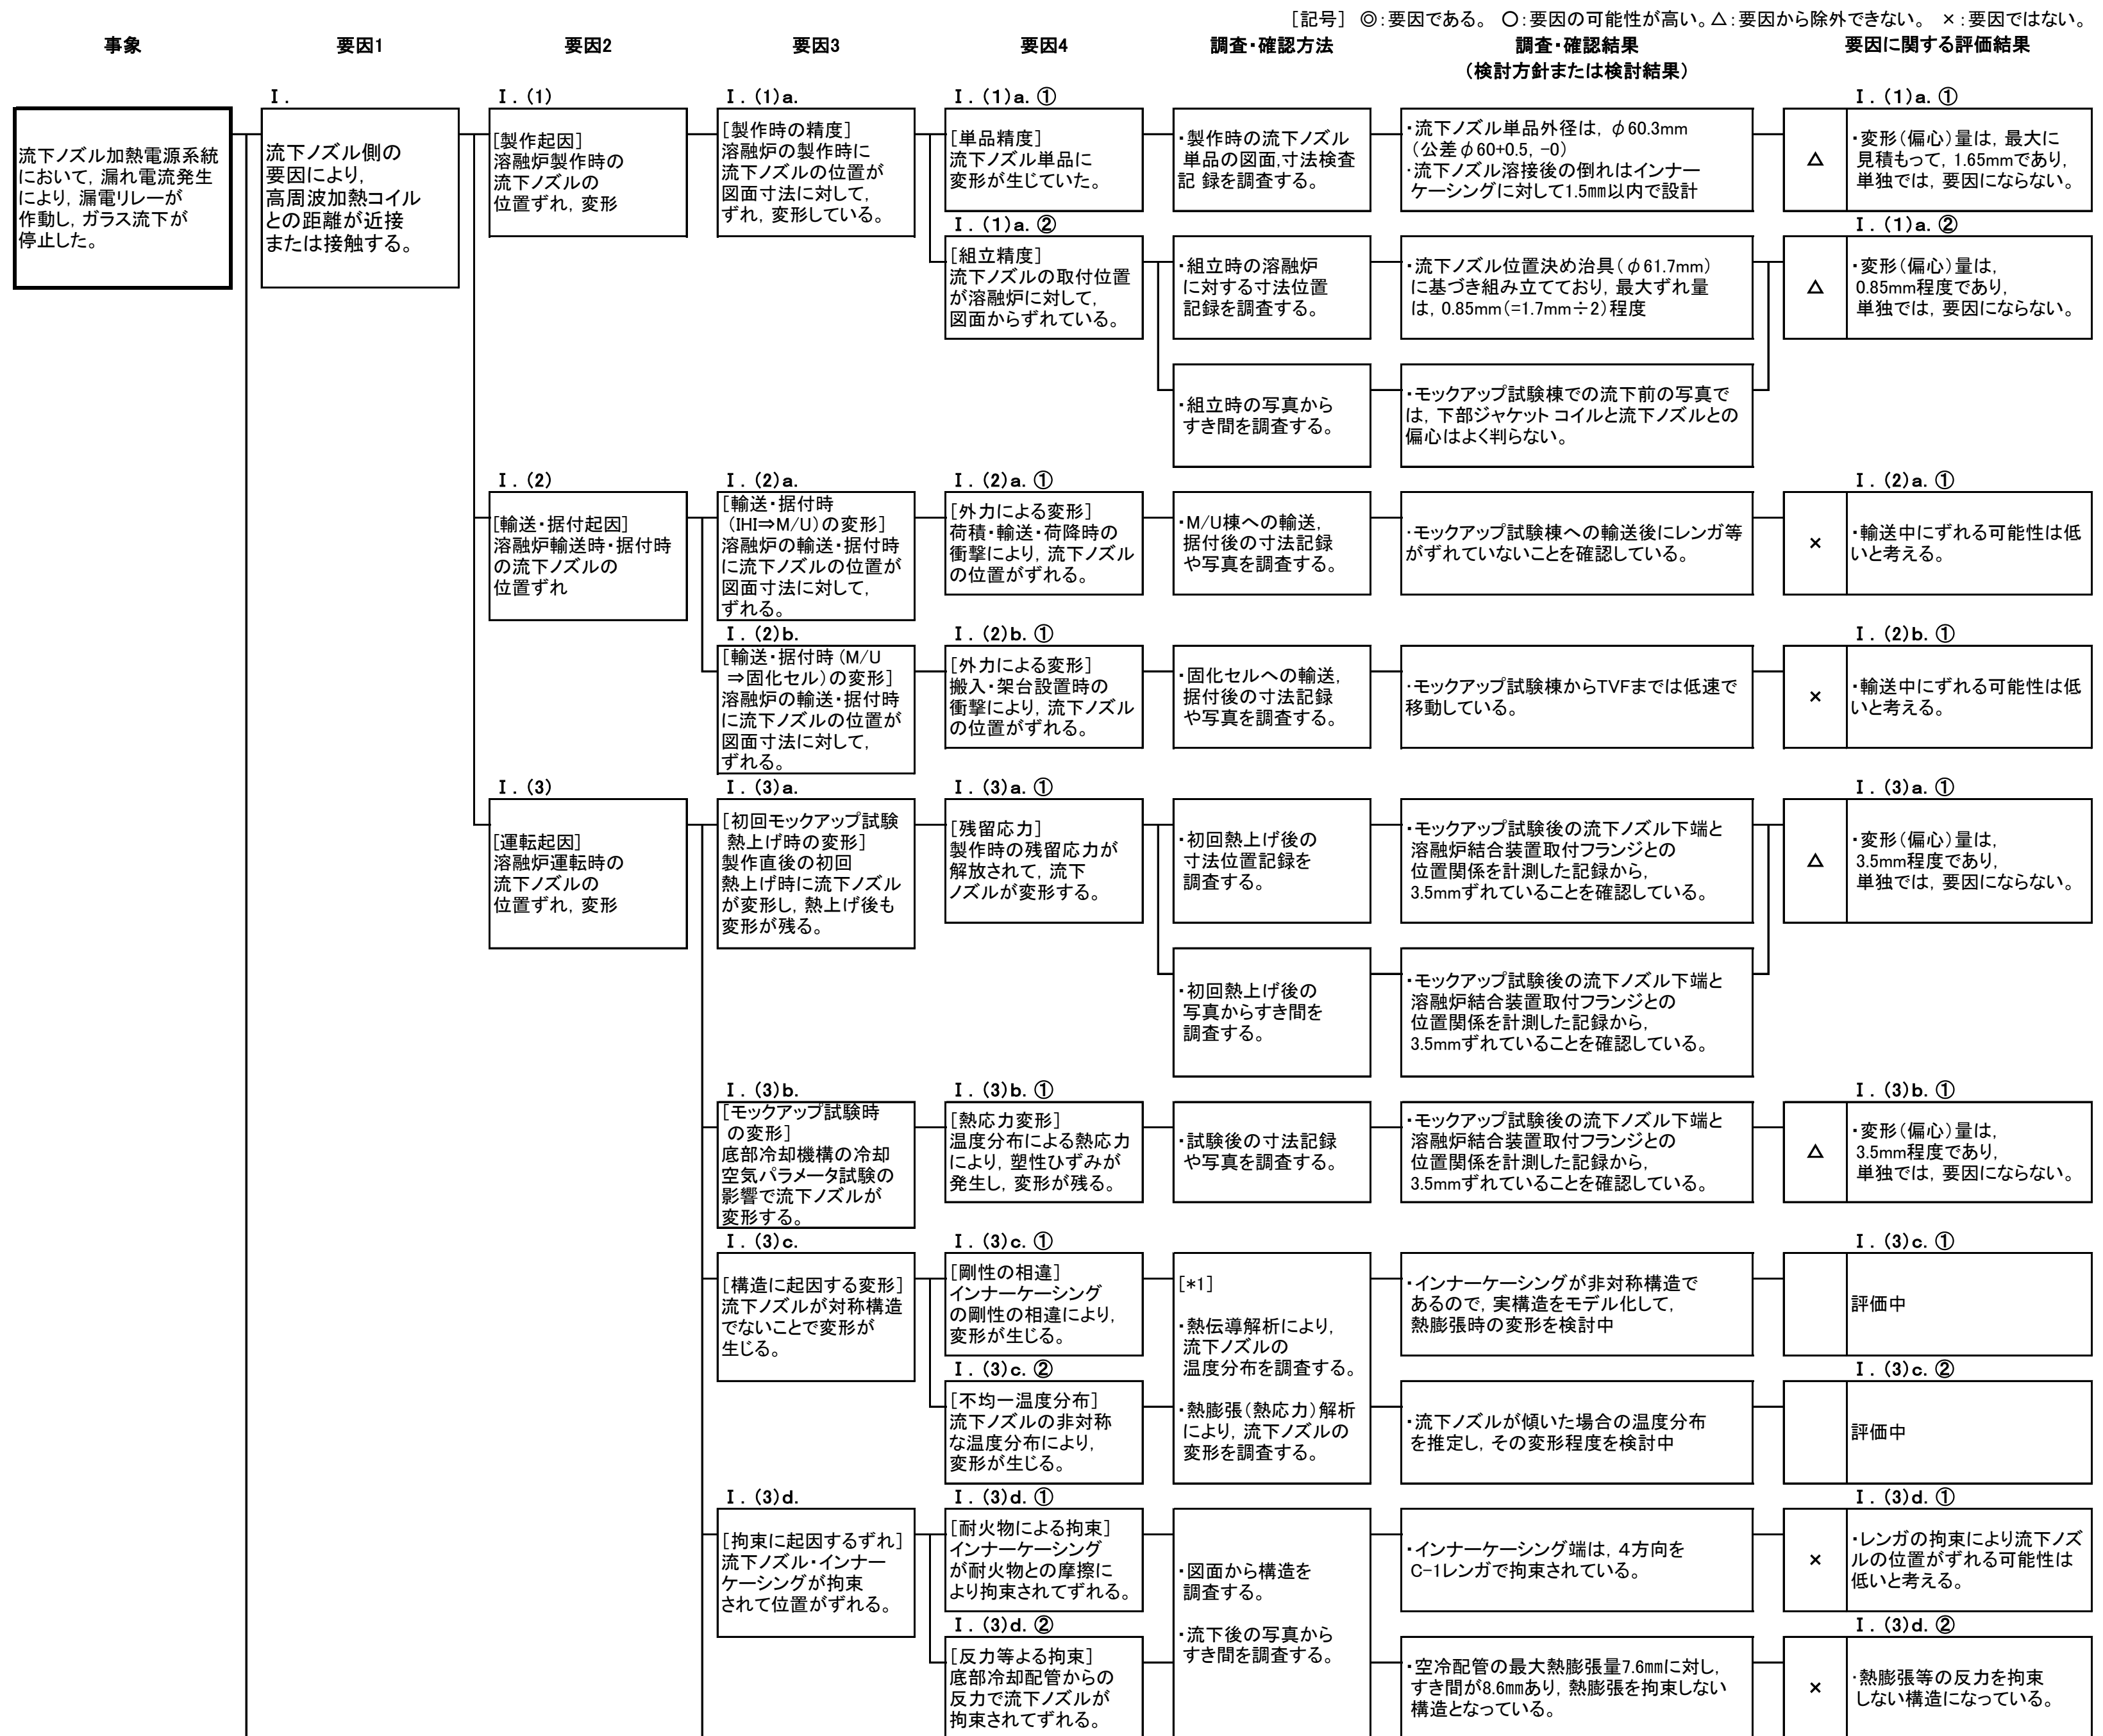 ［記号］ ◎：要因である。 〇：要因の可能性が高い。△：要因から除外できない。 ×：要因ではない。
事象
要因1
要因2
要因3
要因4
調査・確認方法
調査・確認結果
（検討方針または検討結果）
要因に関する評価結果
流下ノズル加熱電源系統
において，漏れ電流発生
により，漏電リレーが
作動し，ガラス流下が
停止した。
Ⅰ．
流下ノズル側の
要因により，
高周波加熱コイル
との距離が近接
または接触する。
Ⅰ．（1）
［製作起因］
溶融炉製作時の
流下ノズルの
位置ずれ，変形
Ⅰ．（1）a．
［製作時の精度］
溶融炉の製作時に
流下ノズルの位置が
図面寸法に対して，
ずれ，変形している。
Ⅰ．（1）a．①
［単品精度］
流下ノズル単品に
変形が生じていた。
・製作時の流下ノズル
単品の図面,寸法検査
記 録を調査する。
・流下ノズル単品外径は，φ60.3mm
（公差φ60+0.5，-0）
・流下ノズル溶接後の倒れはインナー
ケーシングに対して1.5㎜以内で設計
Ⅰ．（1）a．①
△
・変形（偏心）量は，最大に
見積もって，1.65mmであり，
単独では，要因にならない。
Ⅰ．（1）a．②
［組立精度］
流下ノズルの取付位置
が溶融炉に対して，
図面からずれている。
・組立時の溶融炉
に対する寸法位置
記録を調査する。
・流下ノズル位置決め治具（φ61.7mm）
に基づき組み立てており，最大ずれ量
は，0.85mm（=1.7mm÷2）程度
Ⅰ．（1）a．②
△
・変形（偏心）量は，
0.85mm程度であり，
単独では，要因にならない。
・組立時の写真から
すき間を調査する。
・モックアップ試験棟での流下前の写真で
は，下部ジャケット コイルと流下ノズルとの
偏心はよく判らない。
Ⅰ．（2）
［輸送・据付起因］
溶融炉輸送時・据付時
の流下ノズルの
位置ずれ
Ⅰ．（2）a．
［輸送・据付時
（IHI⇒M/U）の変形］
溶融炉の輸送・据付時
に流下ノズルの位置が
図面寸法に対して，
ずれる。
Ⅰ．（2）a．①
［外力による変形］
荷積・輸送・荷降時の
衝撃により，流下ノズル
の位置がずれる。
・M/U棟への輸送，
据付後の寸法記録
や写真を調査する。
・モックアップ試験棟への輸送後にレンガ等
がずれていないことを確認している。
Ⅰ．（2）a．①
×
・輸送中にずれる可能性は低
いと考える。
Ⅰ．（2）b．
［輸送・据付時（M/U
⇒固化セル）の変形］
溶融炉の輸送・据付時
に流下ノズルの位置が
図面寸法に対して，
ずれる。
Ⅰ．（2）b．①
［外力による変形］
搬入・架台設置時の
衝撃により，流下ノズル
の位置がずれる。
・固化セルへの輸送，
据付後の寸法記録
や写真を調査する。
・モックアップ試験棟からTVFまでは低速で
移動している。
Ⅰ．（2）b．①
×
・輸送中にずれる可能性は低
いと考える。
Ⅰ．（3）
［運転起因］
溶融炉運転時の
流下ノズルの
位置ずれ，変形
Ⅰ．（3）a．
［初回モックアップ試験
熱上げ時の変形］
製作直後の初回
熱上げ時に流下ノズル
が変形し，熱上げ後も
変形が残る。
Ⅰ．（3）a．①
［残留応力］
製作時の残留応力が
解放されて，流下
ノズルが変形する。
・初回熱上げ後の
寸法位置記録を
調査する。
・モックアップ試験後の流下ノズル下端と
溶融炉結合装置取付フランジとの
位置関係を計測した記録から，
3.5mmずれていることを確認している。
Ⅰ．（3）a．①
△
・変形（偏心）量は，
3.5mm程度であり，
単独では，要因にならない。
・初回熱上げ後の
写真からすき間を
調査する。
・モックアップ試験後の流下ノズル下端と
溶融炉結合装置取付フランジとの
位置関係を計測した記録から，
3.5mmずれていることを確認している。
Ⅰ．（3）b．
［モックアップ試験時
の変形］
底部冷却機構の冷却
空気パラメータ試験の
影響で流下ノズルが
変形する。
Ⅰ．（3）b．①
［熱応力変形］
温度分布による熱応力
により，塑性ひずみが
発生し，変形が残る。
・試験後の寸法記録
や写真を調査する。
・モックアップ試験後の流下ノズル下端と
溶融炉結合装置取付フランジとの
位置関係を計測した記録から，
3.5mmずれていることを確認している。
Ⅰ．（3）b．①
△
・変形（偏心）量は，
3.5mm程度であり，
単独では，要因にならない。
Ⅰ．（3）c．
［構造に起因する変形］
流下ノズルが対称構造
でないことで変形が
生じる。
Ⅰ．（3）c．①
［剛性の相違］
インナーケーシング
の剛性の相違により，
変形が生じる。
［*1］
・熱伝導解析により，
流下ノズルの
温度分布を調査する。
・熱膨張（熱応力）解析
により，流下ノズルの
変形を調査する。
・インナーケーシングが非対称構造で
あるので，実構造をモデル化して，
熱膨張時の変形を検討中
Ⅰ．（3）c．①
評価中
Ⅰ．（3）c．②
［不均一温度分布］
流下ノズルの非対称
な温度分布により，
変形が生じる。
・流下ノズルが傾いた場合の温度分布
を推定し，その変形程度を検討中
Ⅰ．（3）c．②
評価中
Ⅰ．（3）d．
［拘束に起因するずれ］
流下ノズル・インナー
ケーシングが拘束
されて位置がずれる。
Ⅰ．（3）d．①
［耐火物による拘束］
インナーケーシング
が耐火物との摩擦に
より拘束されてずれる。
・図面から構造を
調査する。
・流下後の写真から
すき間を調査する。
・インナーケーシング端は，４方向を
C-1レンガで拘束されている。
Ⅰ．（3）d．①
×
・レンガの拘束により流下ノズ
ルの位置がずれる可能性は
低いと考える。
Ⅰ．（3）d．②
［反力等よる拘束］
底部冷却配管からの
反力で流下ノズルが
拘束されてずれる。
・空冷配管の最大熱膨張量7.6㎜に対し，
すき間が8.6㎜あり，熱膨張を拘束しない
構造となっている。
Ⅰ．（3）d．②
×
・熱膨張等の反力を拘束
しない構造になっている。